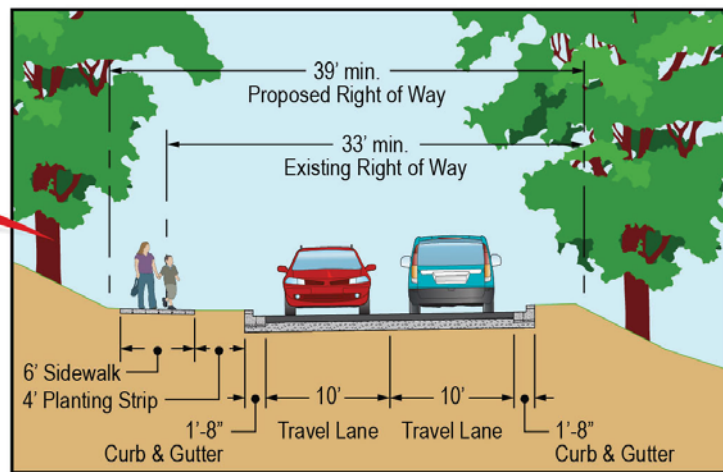 39' min.
Proposed Right of Way
33' min.
Existing Right of Way
6' Sidewalk
4' Planting Strip
10'
10'
1'-8"
Curb & Gutter
Travel Lane
Travel Lane
1'-8"
Curb & Gutter